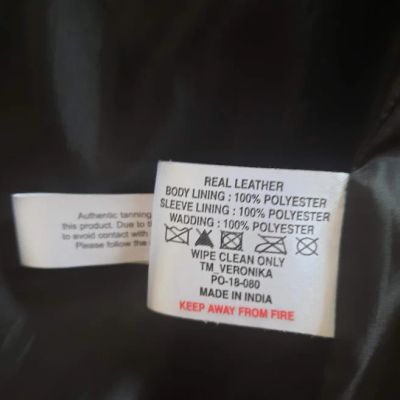 REAL LEATHER
BODY LINING : 100% POLYESTER
SLEEVE LINING : 100% POLYESTER
WADDING : 100% POLYESTER
WIPE CLEAN ONLY
TM_VERONIKA
PO-18-080
MADE IN INDIA
KEEP AWAY FROM FIRE
Authentic tanning
this product. Due to
to avoid contact with
Please follow the